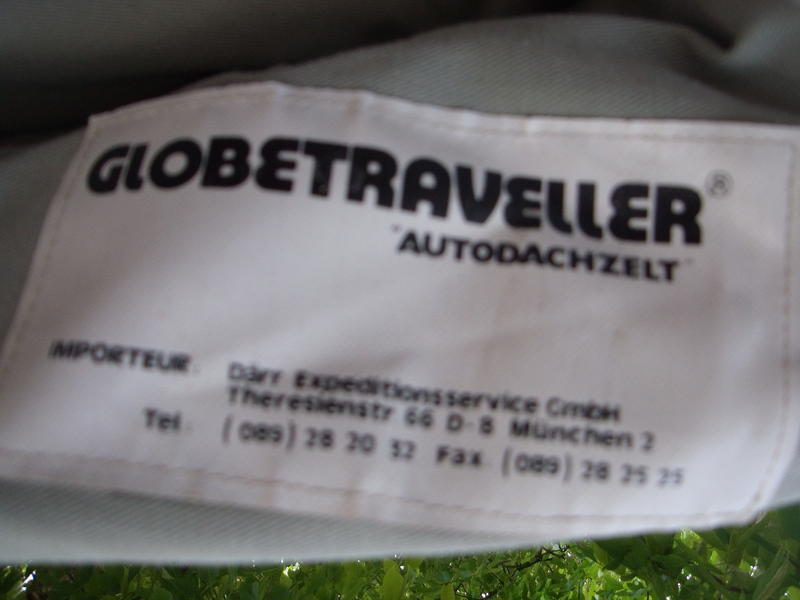 GLOBETRAVELLER ®
"AUTODACHZELT"
IMPORTEUR: Därr Expeditionsservice GmbH
Theresienstr 66 D-8 München 2
Tel. (089) 28 20 32 Fax (089) 28 25 25